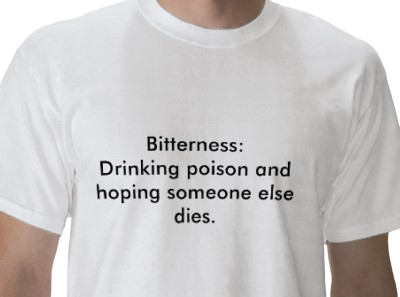 Bitterness:
Drinking poison and
hoping someone else
dies.